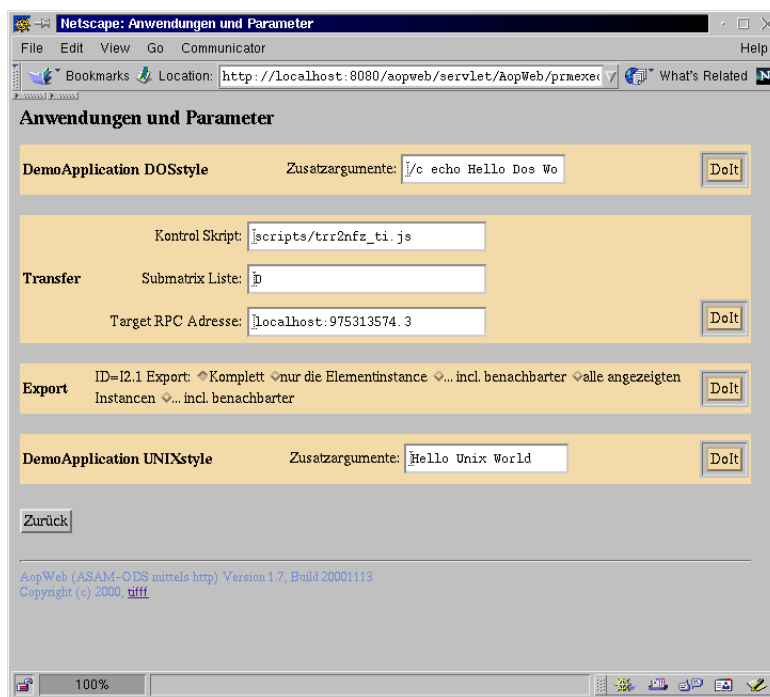 Netscape: Anwendungen und Parameter
File Edit View Go Communicator Help
Bookmarks Location: http://localhost:8080/aopweb/servlet/AopWeb/prmexe What's Related N
Anwendungen und Parameter
DemoApplication DOSstyle Zusatzargumente: /c echo Hello Dos Wo DoIt
Kontrol Skript: scripts/trr2nfz_ti.js
Transfer Submatrix Liste: D
Target RPC Adresse: localhost:975313574.3 DoIt
ID=I2.1 Export: Komplett nur die Elementinstance ... incl. benachbarter alle angezeigten
Export DoIt
Instancen ... incl. benachbarter
DemoApplication UNIXstyle Zusatzargumente: Hello Unix World DoIt
Zurück
AopWeb (ASAM-ODS mittels http) Version 1.7, Build 20001113
Copyright (c) 2000, tifff
100%